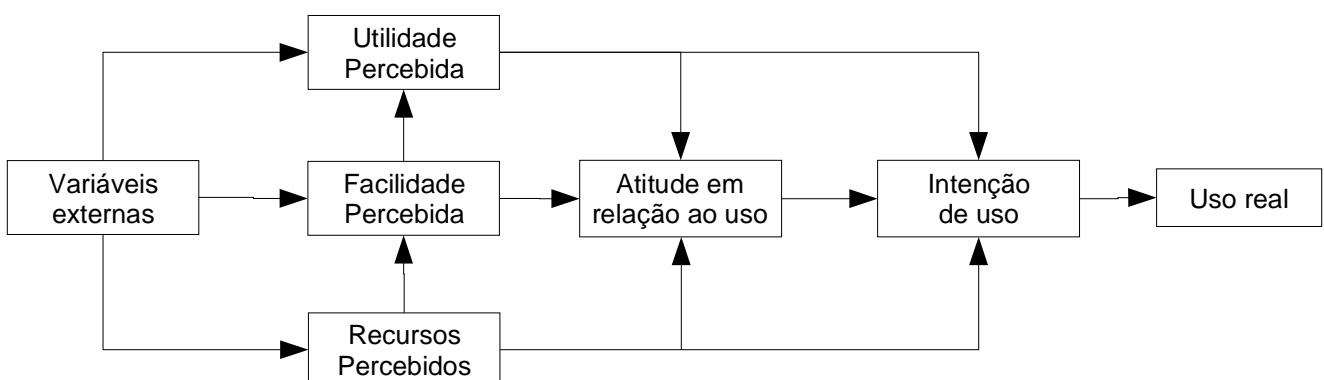 Utilidade
Percebida
Variáveis
externas
Facilidade
Percebida
Atitude em
relação ao uso
Intenção
de uso
Uso real
Recursos
Percebidos